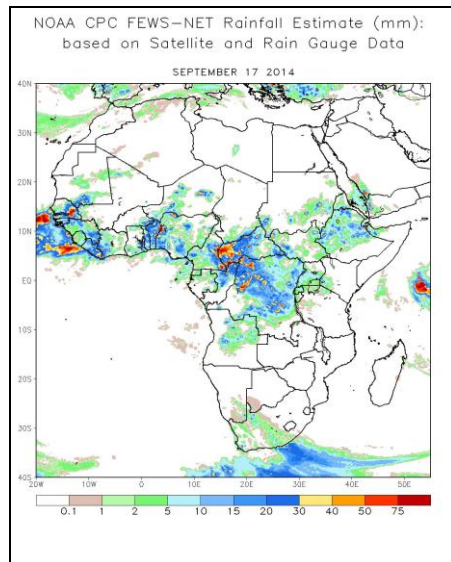 NOAA CPC FEWS-NET Rainfall Estimate (mm):
based on Satellite and Rain Gauge Data
SEPTEMBER 17 2014
40N
30N
20N
10N
EQ
10S
20S
30S
40S
20W 10W 0 10E 20E 30E 40E 50E
0.1 1 2 5 10 15 20 30 40 50 75